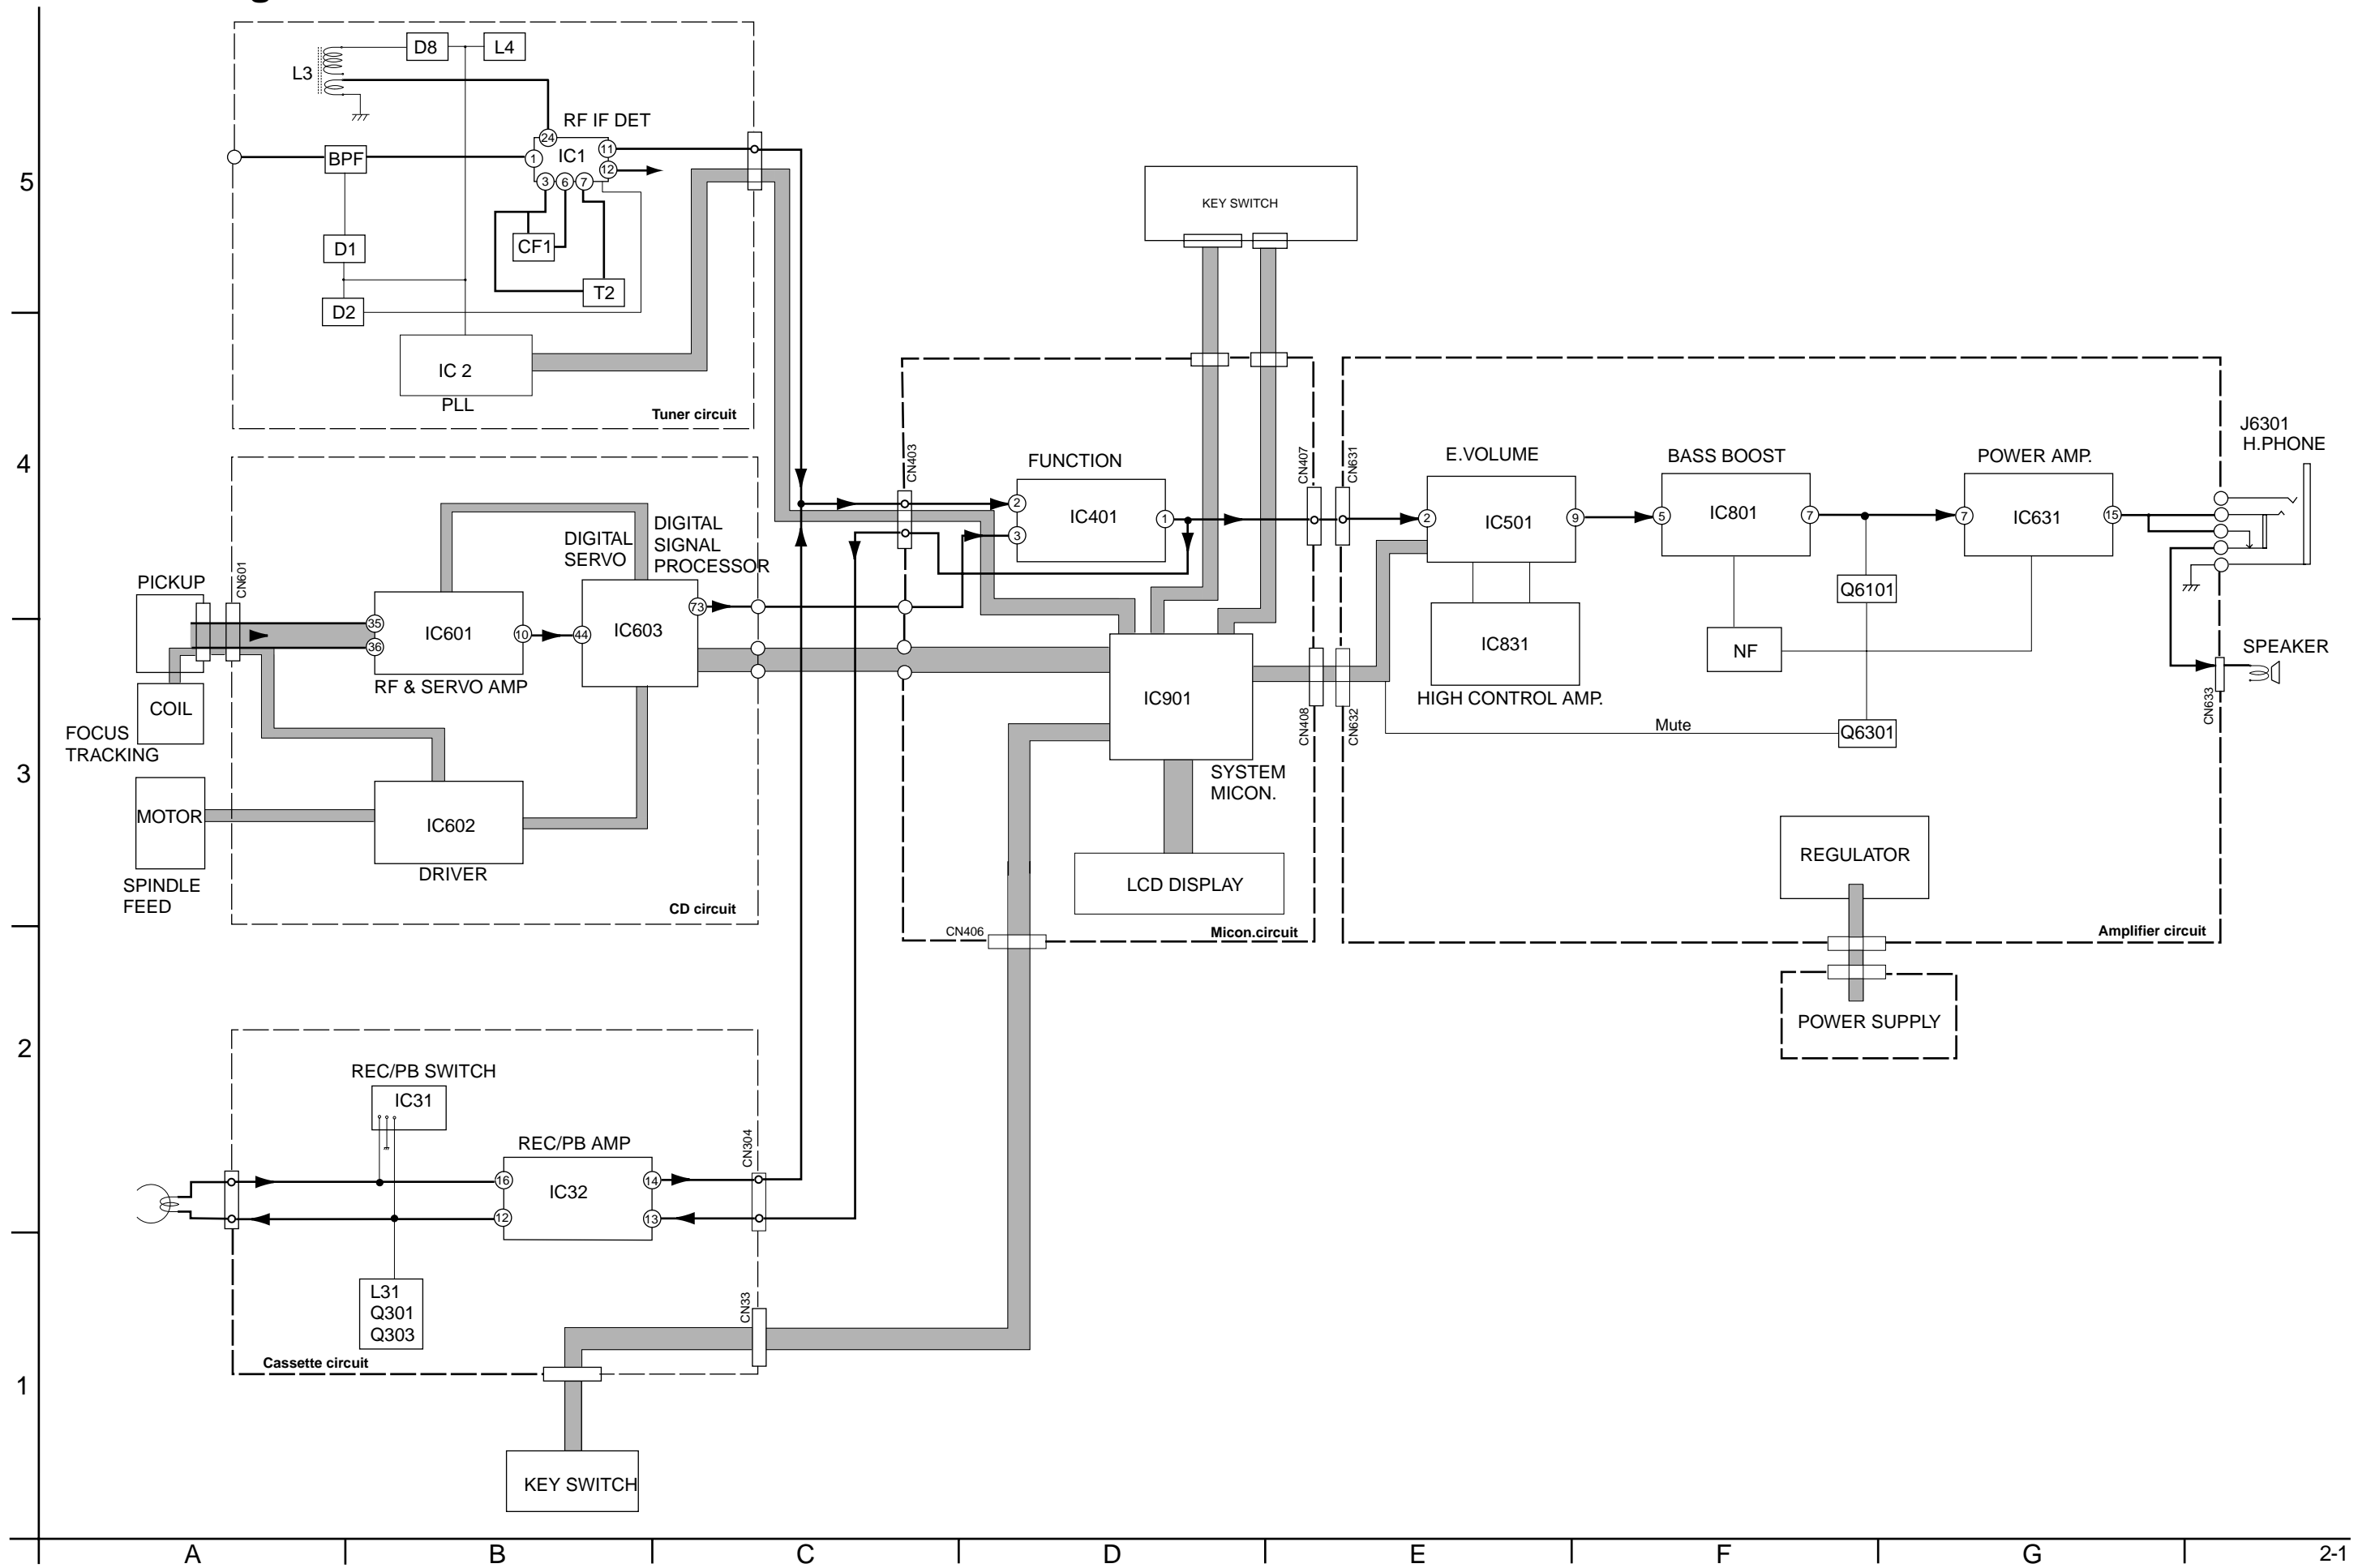 g
D8
L4
L3
RF IF DET
24
BPF
1
IC1
11
12
3
6
7
5
KEY SWITCH
D1
CF1
T2
D2
IC 2
PLL
Tuner circuit
4
CN403
FUNCTION
2
IC401
1
3
CN407
CN631
E.VOLUME
2
IC501
9
BASS BOOST
5
IC801
7
POWER AMP.
7
IC631
15
J6301
H.PHONE
DIGITAL
SERVO
DIGITAL
SIGNAL
PROCESSOR
PICKUP
CN601
35
36
IC601
10
44
IC603
73
RF & SERVO AMP
COIL
FOCUS
TRACKING
Q6101
IC831
HIGH CONTROL AMP.
NF
SPEAKER
CN633
IC901
CN408
CN632
Mute
Q6301
3
SYSTEM
MICON.
MOTOR
IC602
DRIVER
SPINDLE
FEED
CD circuit
LCD DISPLAY
REGULATOR
CN406
Micon.circuit
Amplifier circuit
POWER SUPPLY
2
REC/PB SWITCH
IC31
REC/PB AMP
CN304
16
IC32
14
12
13
L31
Q301
Q303
CN33
Cassette circuit
1
KEY SWITCH
A
B
C
D
E
F
G
2-1